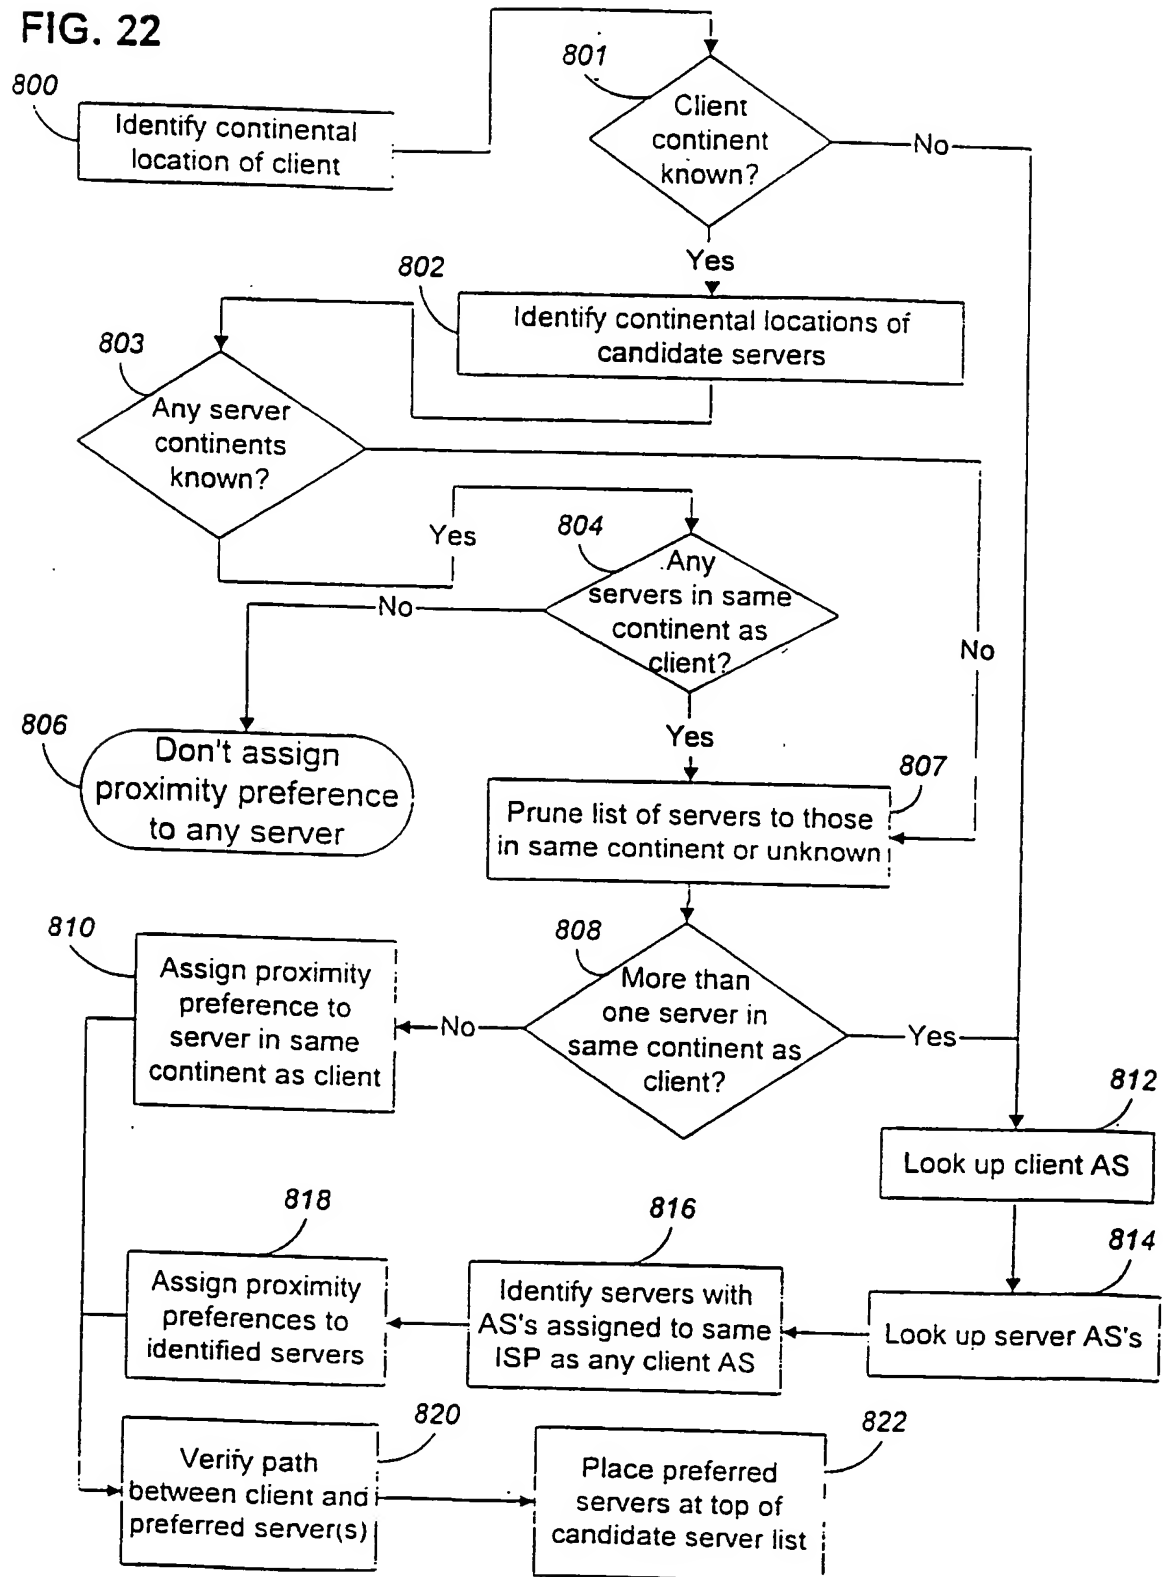 FIG. 22
800
Identify continental
location of client
801
Client
continent
known?
No
Yes
802
Identify continental locations of
candidate servers
803
Any server
continents
known?
Yes
804
Any
servers in same
continent as
client?
No
No
Yes
806
Don't assign
proximity preference
to any server
807
Prune list of servers to those
in same continent or unknown
808
More than
one server in
same continent as
client?
No
Yes
810
Assign proximity
preference to
server in same
continent as client
812
Look up client AS
814
Look up server AS's
816
Identify servers with
AS's assigned to same
ISP as any client AS
818
Assign proximity
preferences to
identified servers
820
Verify path
between client and
preferred server(s)
822
Place preferred
servers at top of
candidate server list